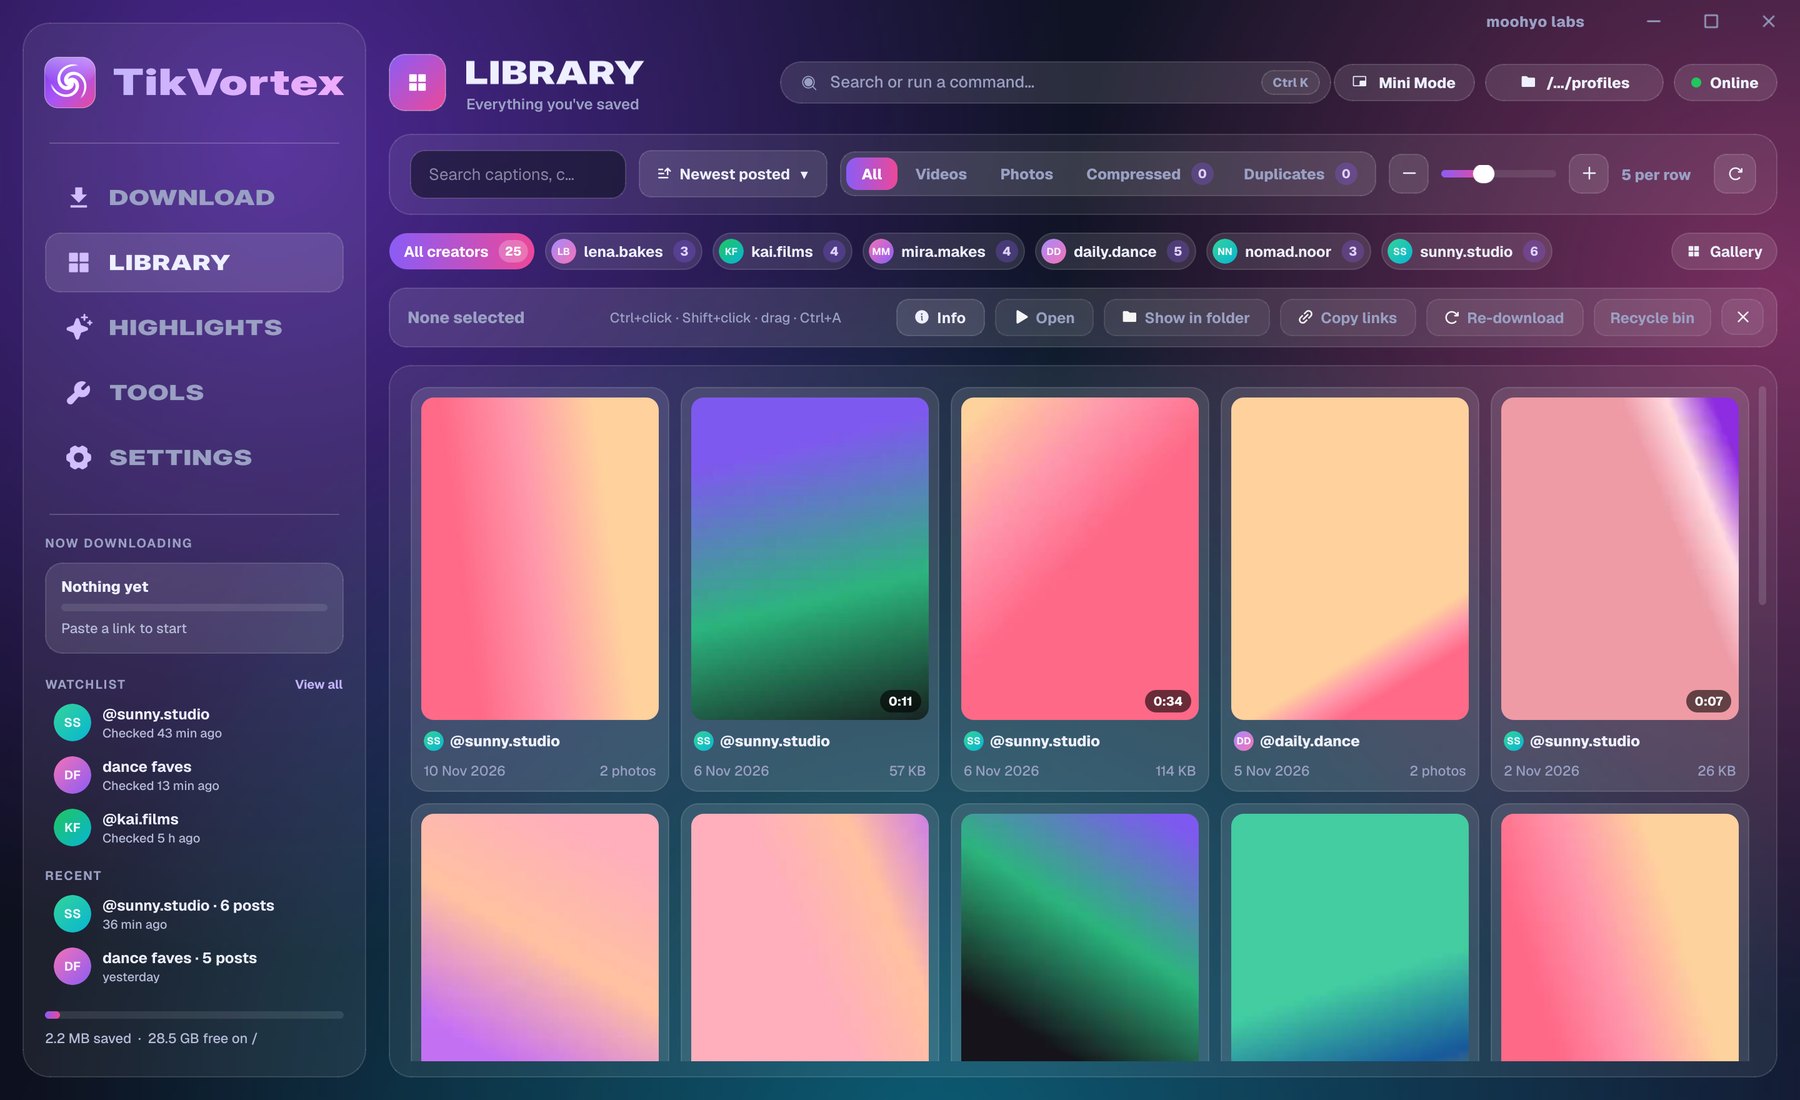 moohyo labs
TikVortex
LIBRARY
Everything you've saved
Search or run a command...
Ctrl K
Mini Mode
/.../profiles
Online
DOWNLOAD
LIBRARY
HIGHLIGHTS
TOOLS
SETTINGS
NOW DOWNLOADING
Nothing yet
Paste a link to start
WATCHLIST
View all
SS
@sunny.studio
Checked 43 min ago
DF
dance faves
Checked 13 min ago
KF
@kai.films
Checked 5 h ago
RECENT
SS
@sunny.studio · 6 posts
36 min ago
DF
dance faves · 5 posts
yesterday
2.2 MB saved · 28.5 GB free on /
Search captions, c...
Newest posted
All
Videos
Photos
Compressed 0
Duplicates 0
5 per row
All creators 25
LB lena.bakes 3
KF kai.films 4
MM mira.makes 4
DD daily.dance 5
NN nomad.noor 3
SS sunny.studio 6
Gallery
None selected
Ctrl+click · Shift+click · drag · Ctrl+A
Info
Open
Show in folder
Copy links
Re-download
Recycle bin
SS @sunny.studio
10 Nov 2026 2 photos
0:11
SS @sunny.studio
6 Nov 2026 57 KB
0:34
SS @sunny.studio
6 Nov 2026 114 KB
DD @daily.dance
5 Nov 2026 2 photos
0:07
SS @sunny.studio
2 Nov 2026 26 KB